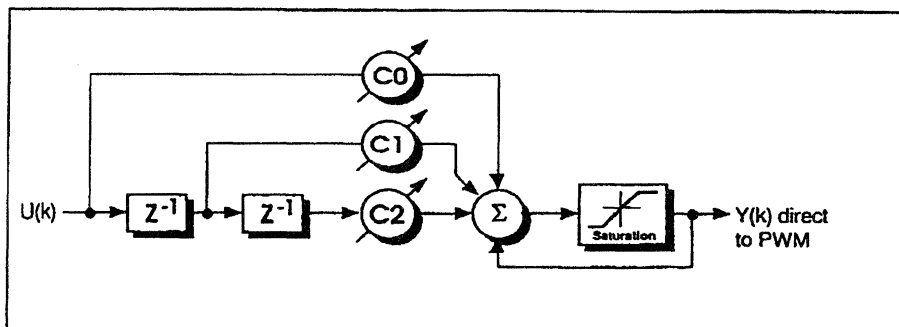 C0
C1
U(k)
Z⁻¹
Z⁻¹
C2
Σ
Saturation
Y(k) direct
to PWM